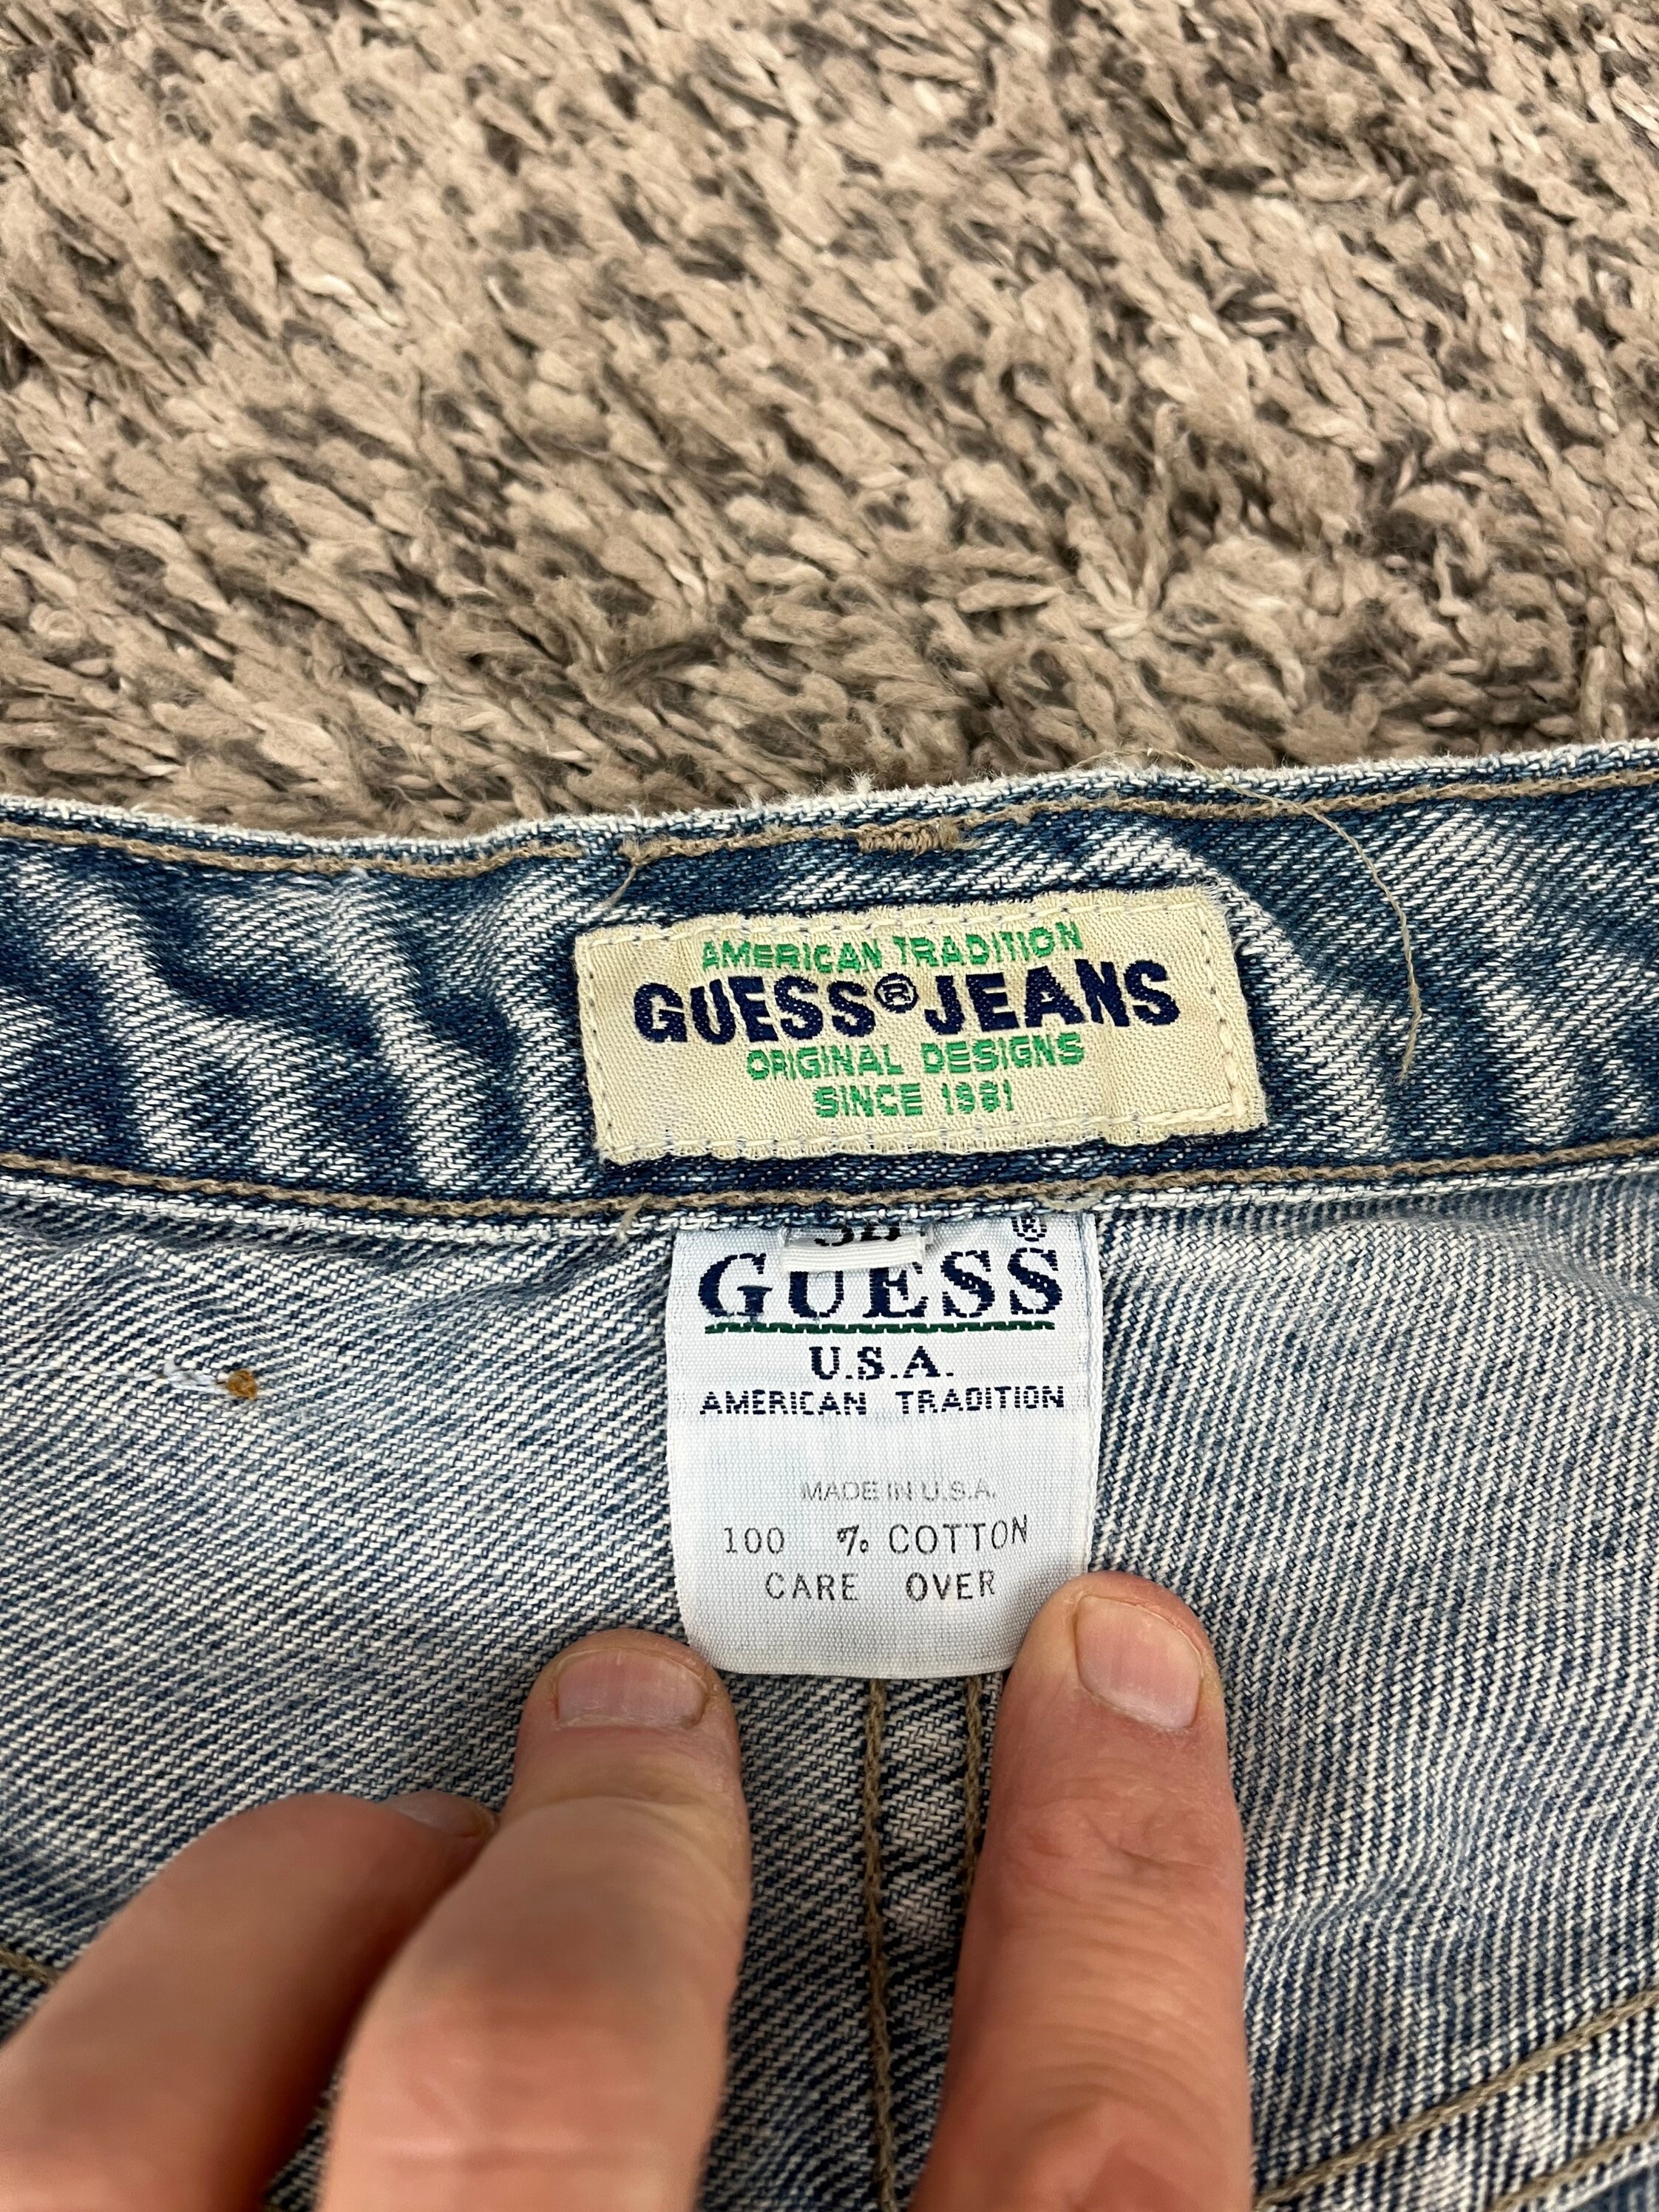 AMERICAN TRADITION
GUESS® JEANS
ORIGINAL DESIGNS
SINCE 1981
®
GUESS
U.S.A.
AMERICAN TRADITION
MADE IN U.S.A.
100 % COTTON
CARE OVER